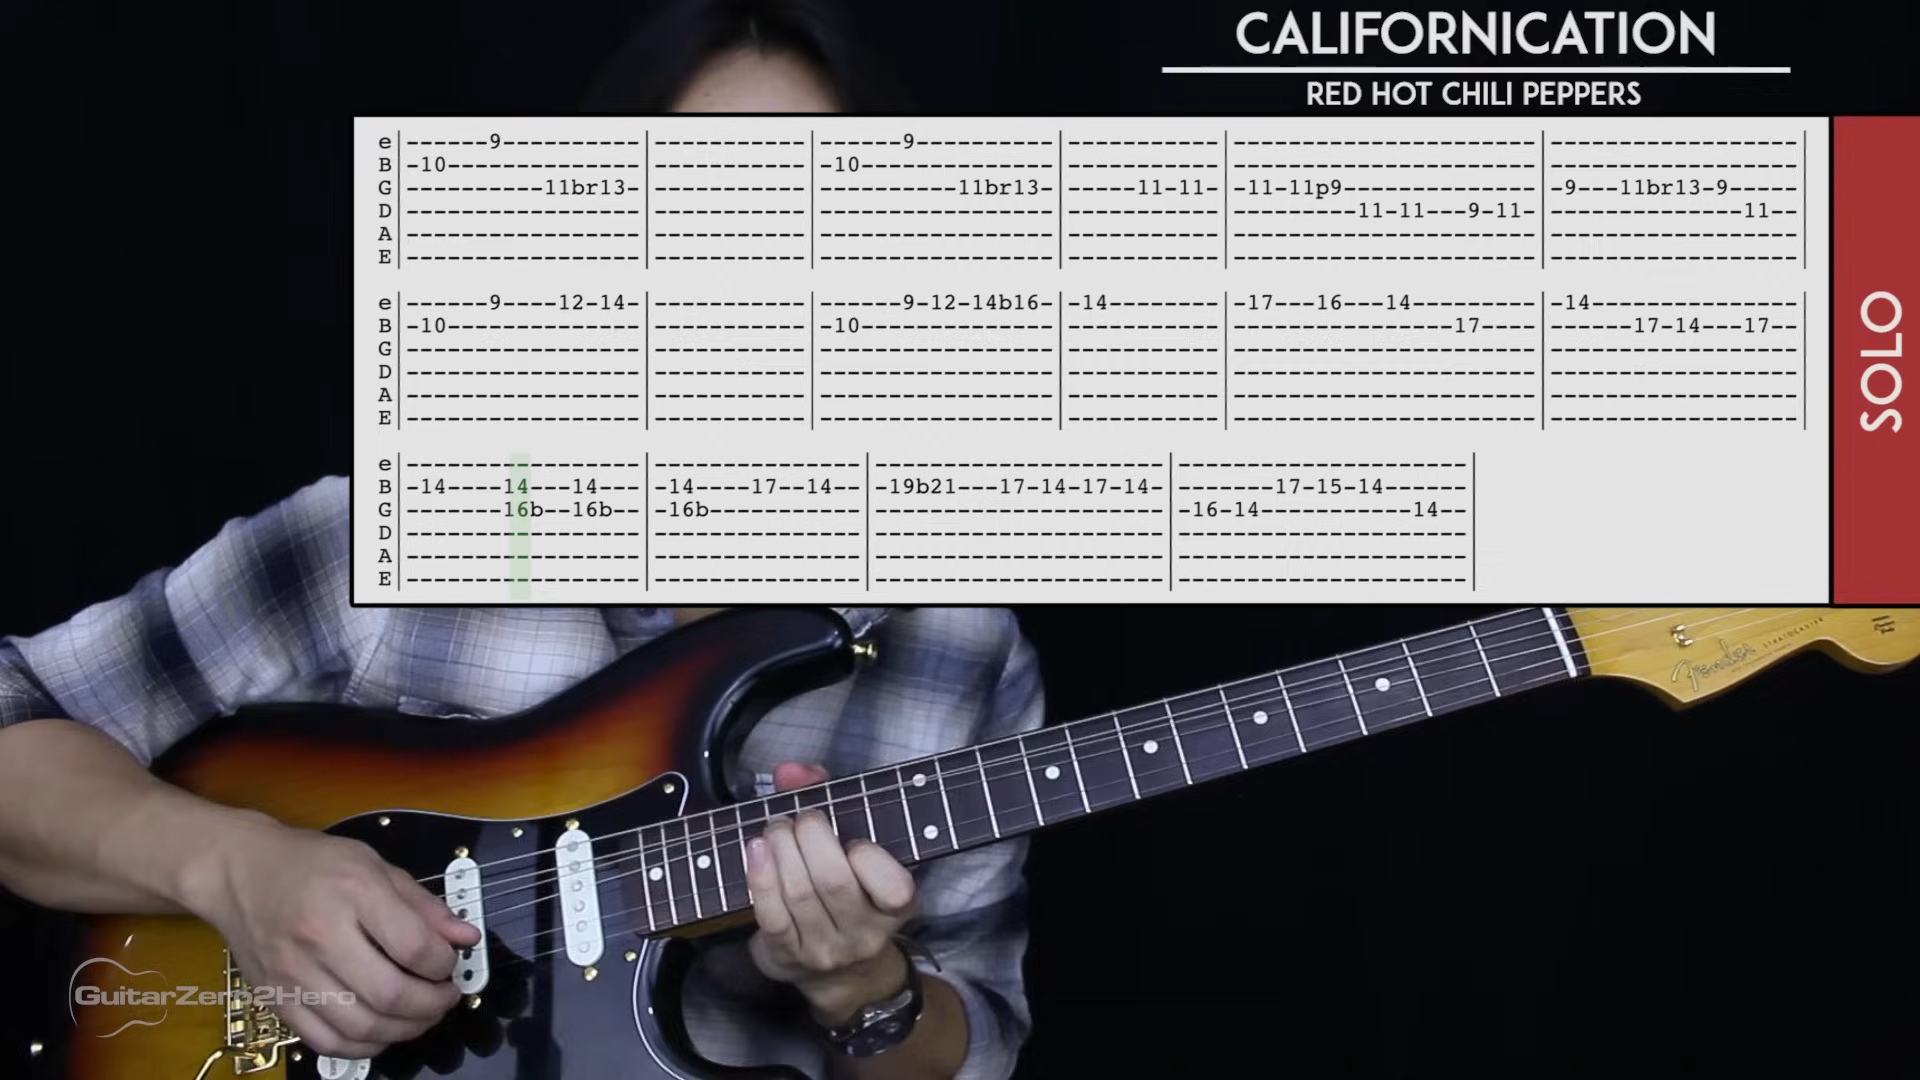 CALIFORNICATION
RED HOT CHILI PEPPERS
e|------9----------|-----------|------9----------|-----------|----------------------|------------------|
B|-10--------------|-----------|-10--------------|-----------|----------------------|------------------|
G|----------11br13-|-----------|----------11br13-|-----11-11-|-11-11p9--------------|-9---11br13-9-----|
D|-----------------|-----------|-----------------|-----------|---------11-11---9-11-|--------------11--|
A|-----------------|-----------|-----------------|-----------|----------------------|------------------|
E|-----------------|-----------|-----------------|-----------|----------------------|------------------|
e|------9----12-14-|-----------|------9-12-14b16-|-14--------|-17---16---14---------|-14---------------|
B|-10--------------|-----------|-10--------------|-----------|----------------17----|------17-14---17--|
G|-----------------|-----------|-----------------|-----------|----------------------|------------------|
D|-----------------|-----------|-----------------|-----------|----------------------|------------------|
A|-----------------|-----------|-----------------|-----------|----------------------|------------------|
E|-----------------|-----------|-----------------|-----------|----------------------|------------------|
e|-----------------|---------------|---------------------|---------------------|
B|-14----14---14---|-14----17--14--|-19b21---17-14-17-14-|-------17-15-14------|
G|-------16b--16b--|-16b-----------|---------------------|-16-14-----------14--|
D|-----------------|---------------|---------------------|---------------------|
A|-----------------|---------------|---------------------|---------------------|
E|-----------------|---------------|---------------------|---------------------|
SOLO
Fender STRATOCASTER
GuitarZero2Hero